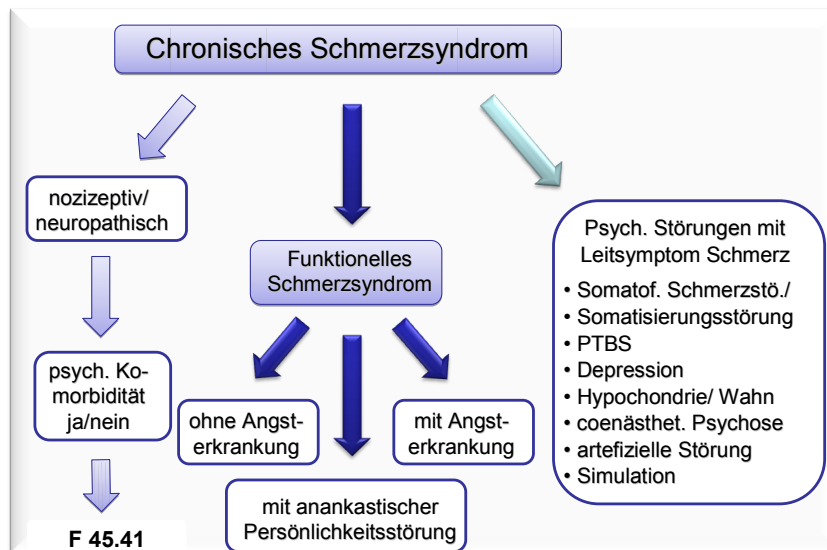 Chronisches Schmerzsyndrom
nozizeptiv/
neuropathisch
psych. Ko-
morbidität
ja/nein
F 45.41
Funktionelles
Schmerzsyndrom
ohne Angst-
erkrankung
mit Angst-
erkrankung
mit anankastischer
Persönlichkeitsstörung
Psych. Störungen mit
Leitsymptom Schmerz
• Somatof. Schmerzstö./
• Somatisierungsstörung
• PTBS
• Depression
• Hypochondrie/ Wahn
• coenästhet. Psychose
• artefizielle Störung
• Simulation